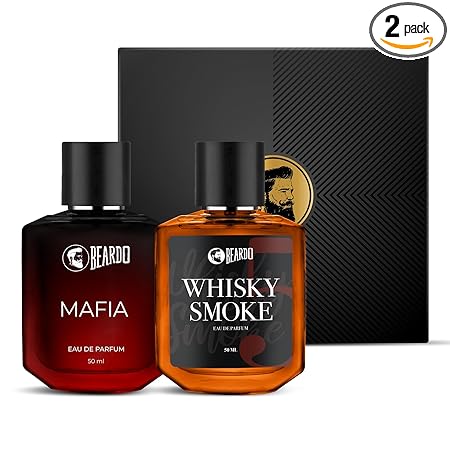 2
pack
BEARDO
MAFIA
EAU DE PARFUM
50 ml
BEARDO
WHISKY
SMOKE
EAU DE PARFUM
50 ML